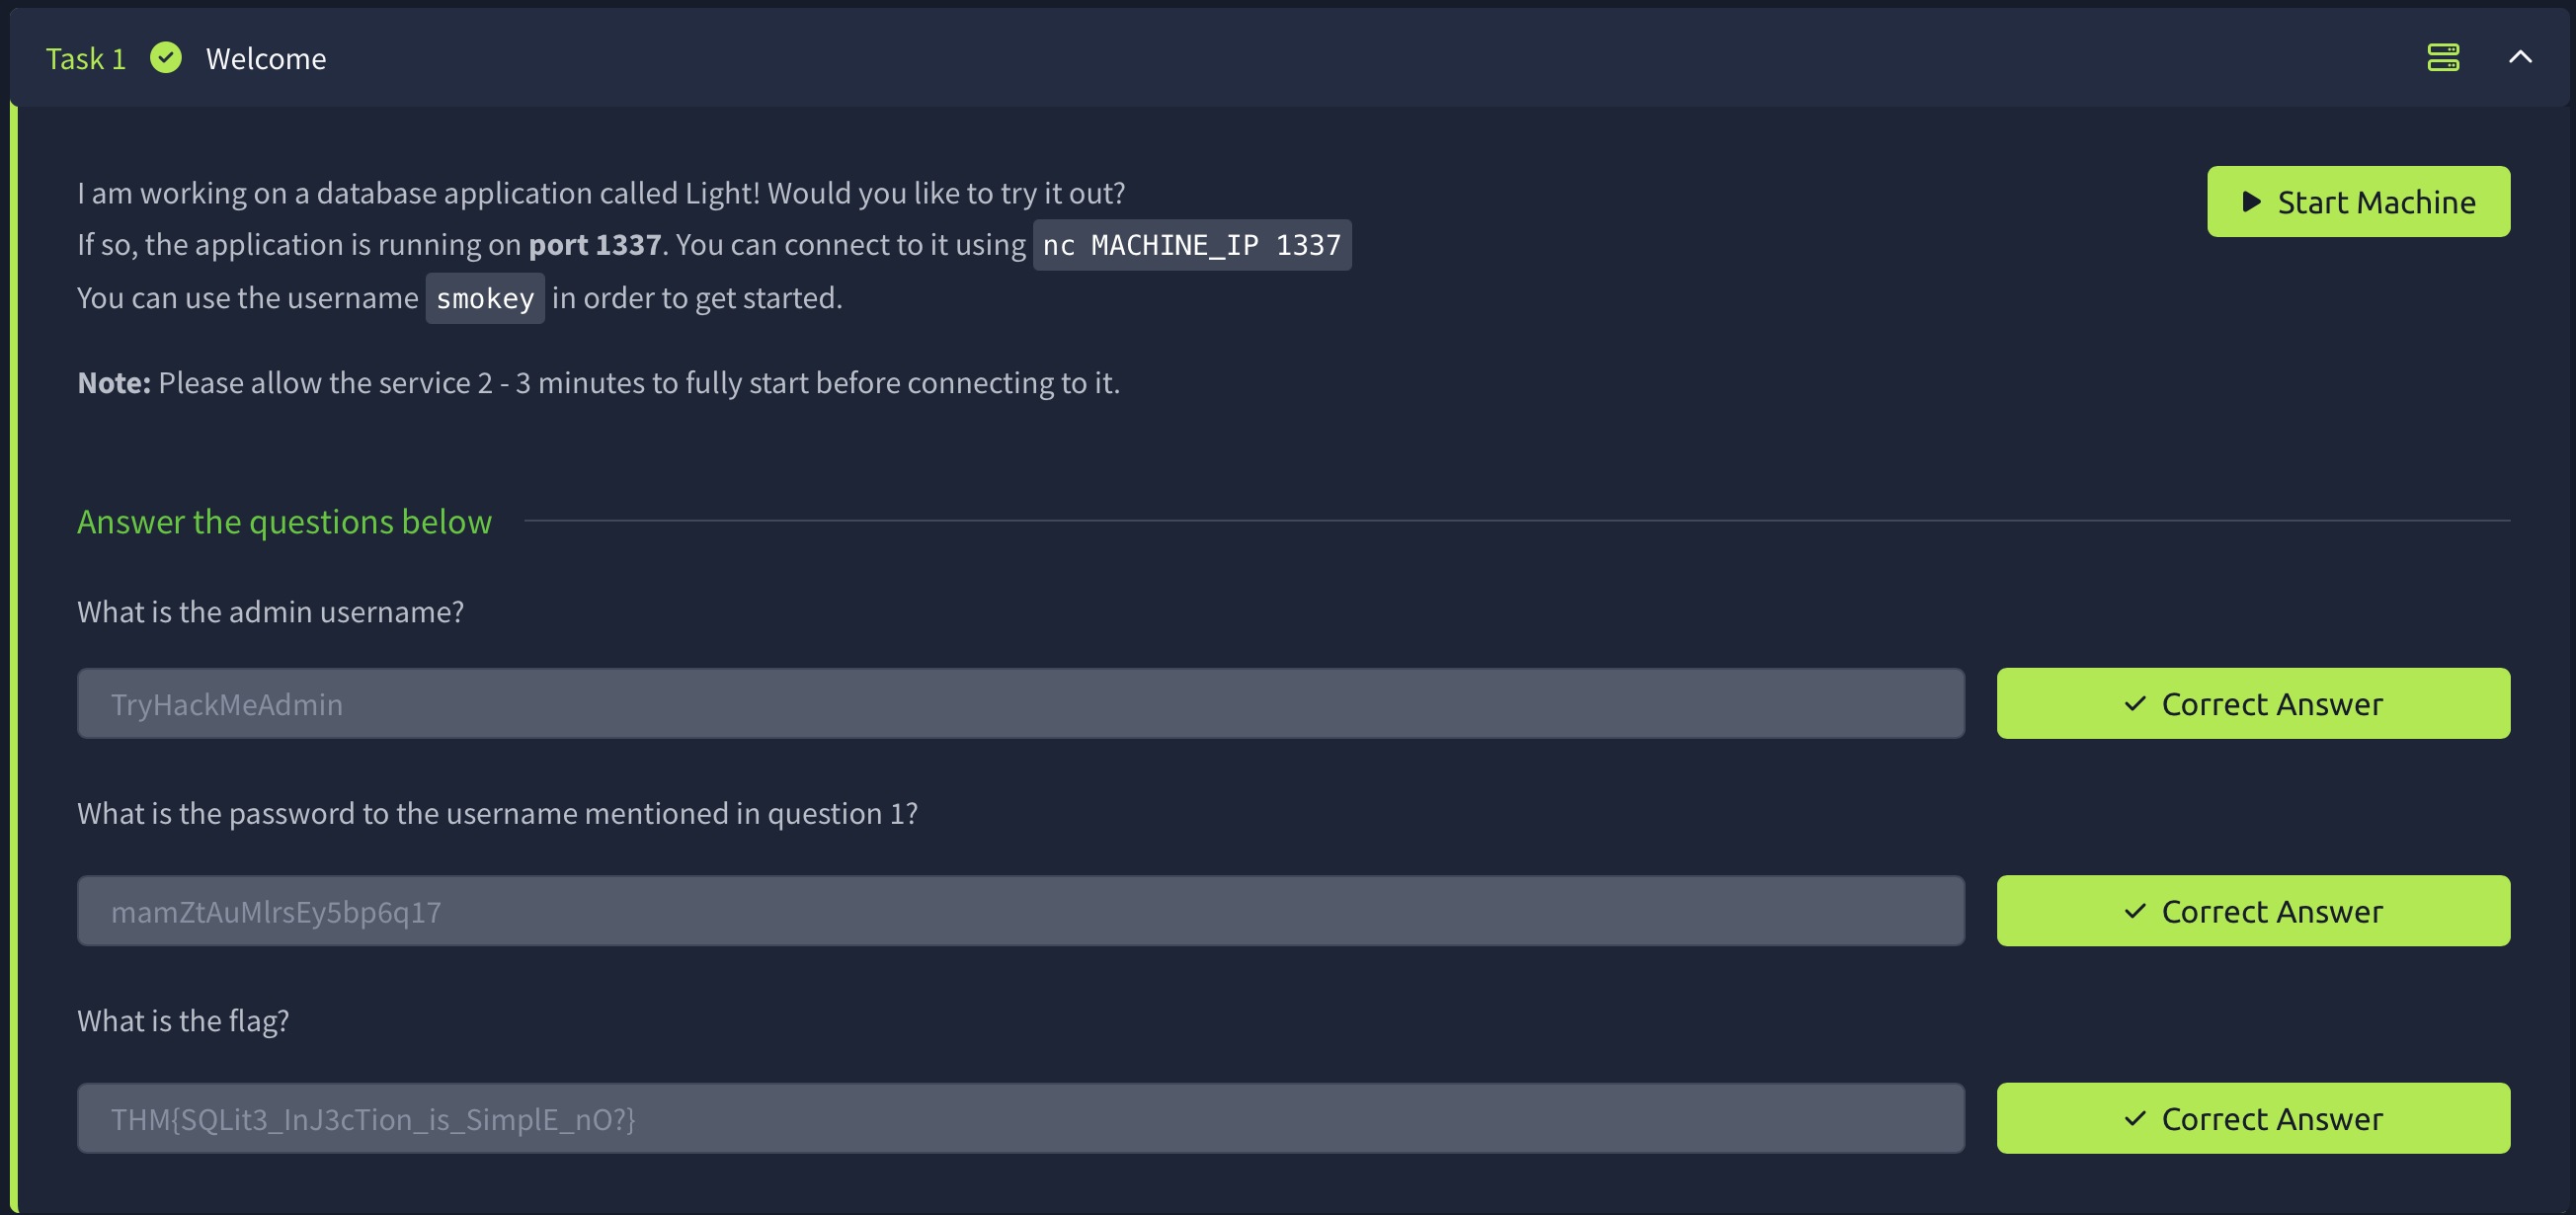 Task 1 Welcome
I am working on a database application called Light! Would you like to try it out?
Start Machine
If so, the application is running on port 1337. You can connect to it using nc MACHINE_IP 1337
You can use the username smokey in order to get started.
Note: Please allow the service 2 - 3 minutes to fully start before connecting to it.
Answer the questions below
What is the admin username?
TryHackMeAdmin
Correct Answer
What is the password to the username mentioned in question 1?
mamZtAuMlrsEy5bp6q17
Correct Answer
What is the flag?
THM{SQLit3_InJ3cTion_is_SimplE_nO?}
Correct Answer